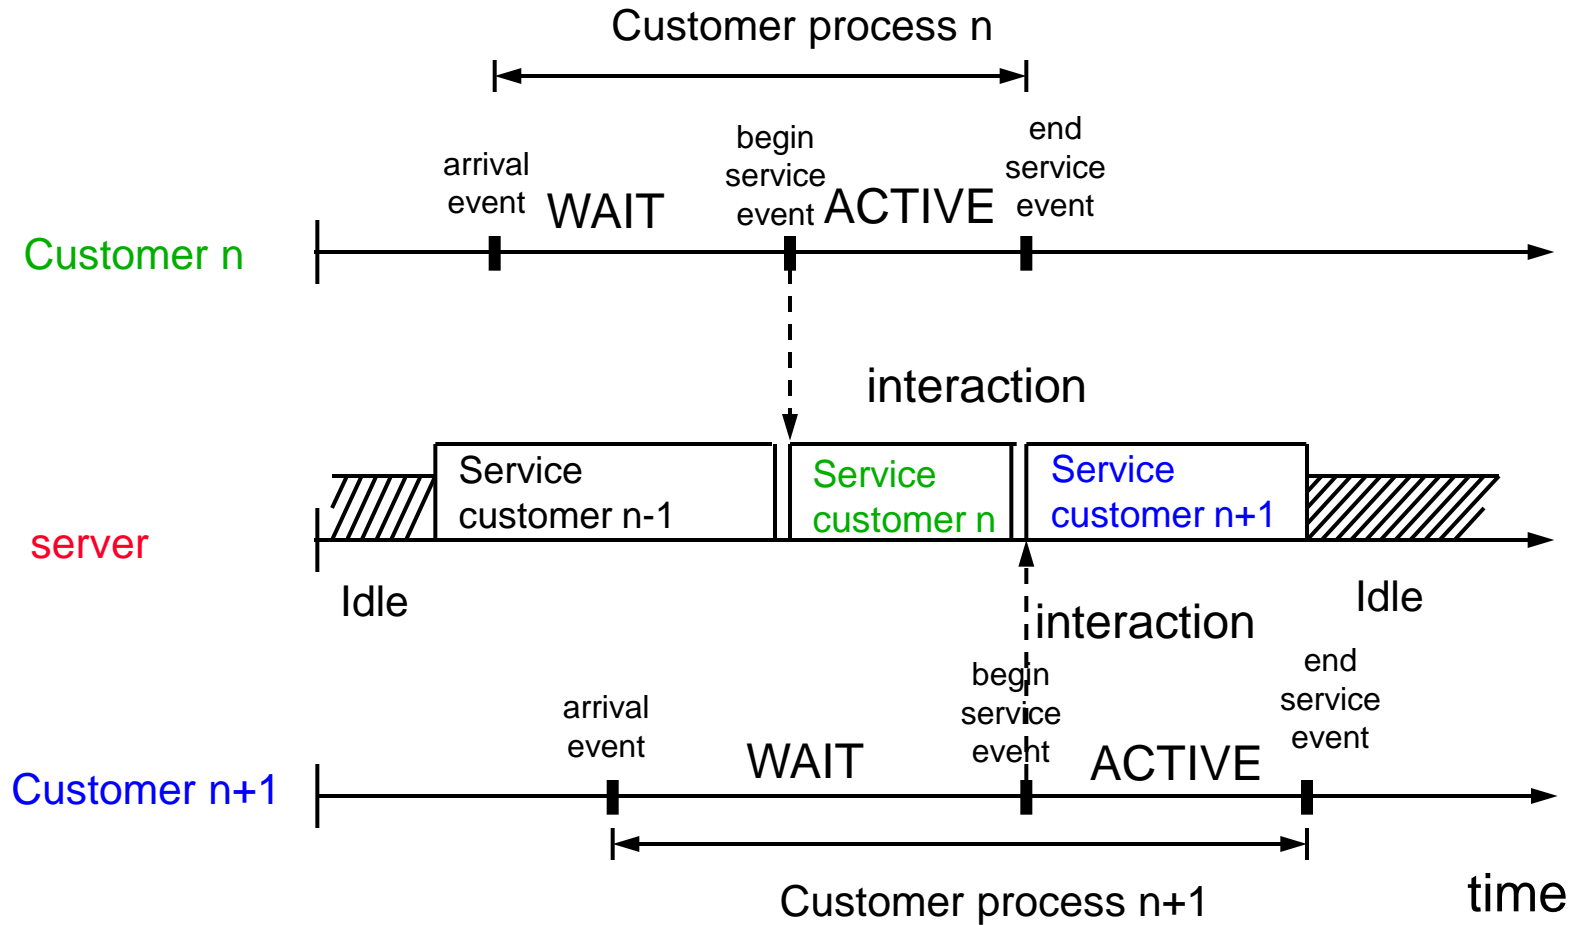 Customer process n
arrival
event
WAIT
begin
service
event
ACTIVE
end
service
event
Customer n
interaction
Service
customer n-1
Service
customer n
Service
customer n+1
server
Idle
Idle
interaction
arrival
event
WAIT
begin
service
event
ACTIVE
end
service
event
Customer n+1
Customer process n+1
time